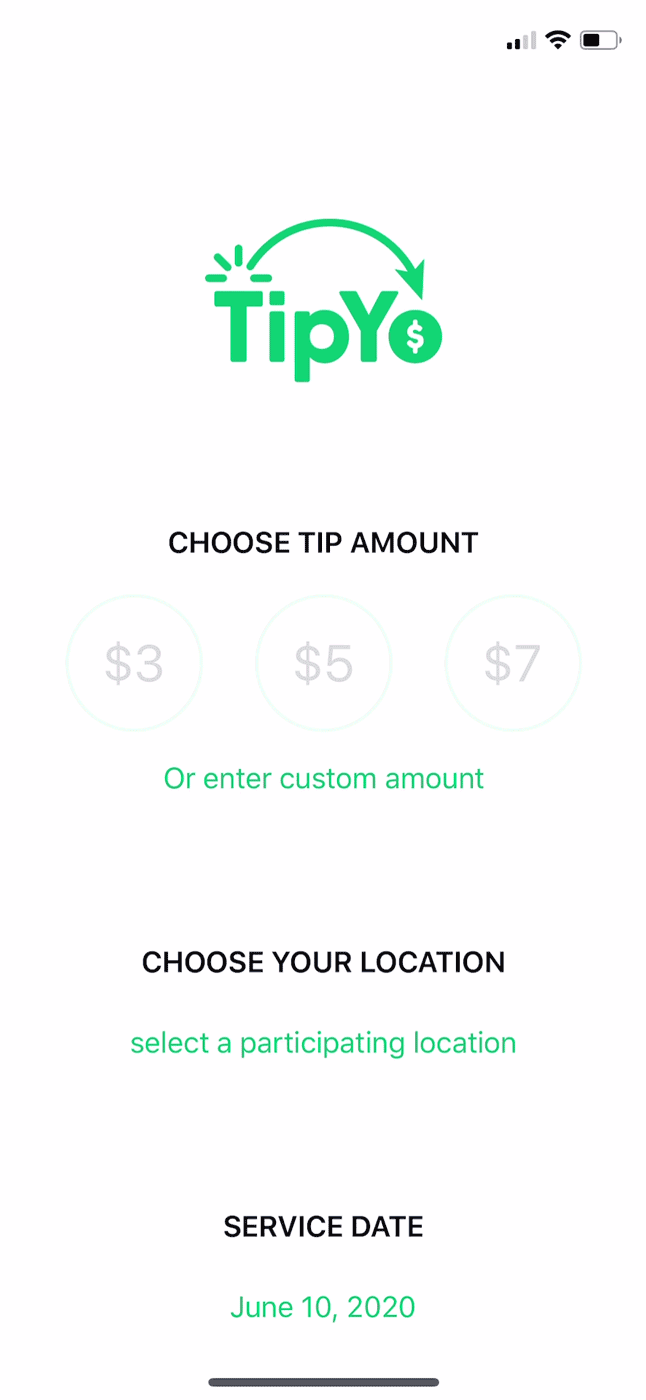 TipYo
$
CHOOSE TIP AMOUNT
$3 $5 $7
Or enter custom amount
CHOOSE YOUR LOCATION
select a participating location
SERVICE DATE
June 10, 2020